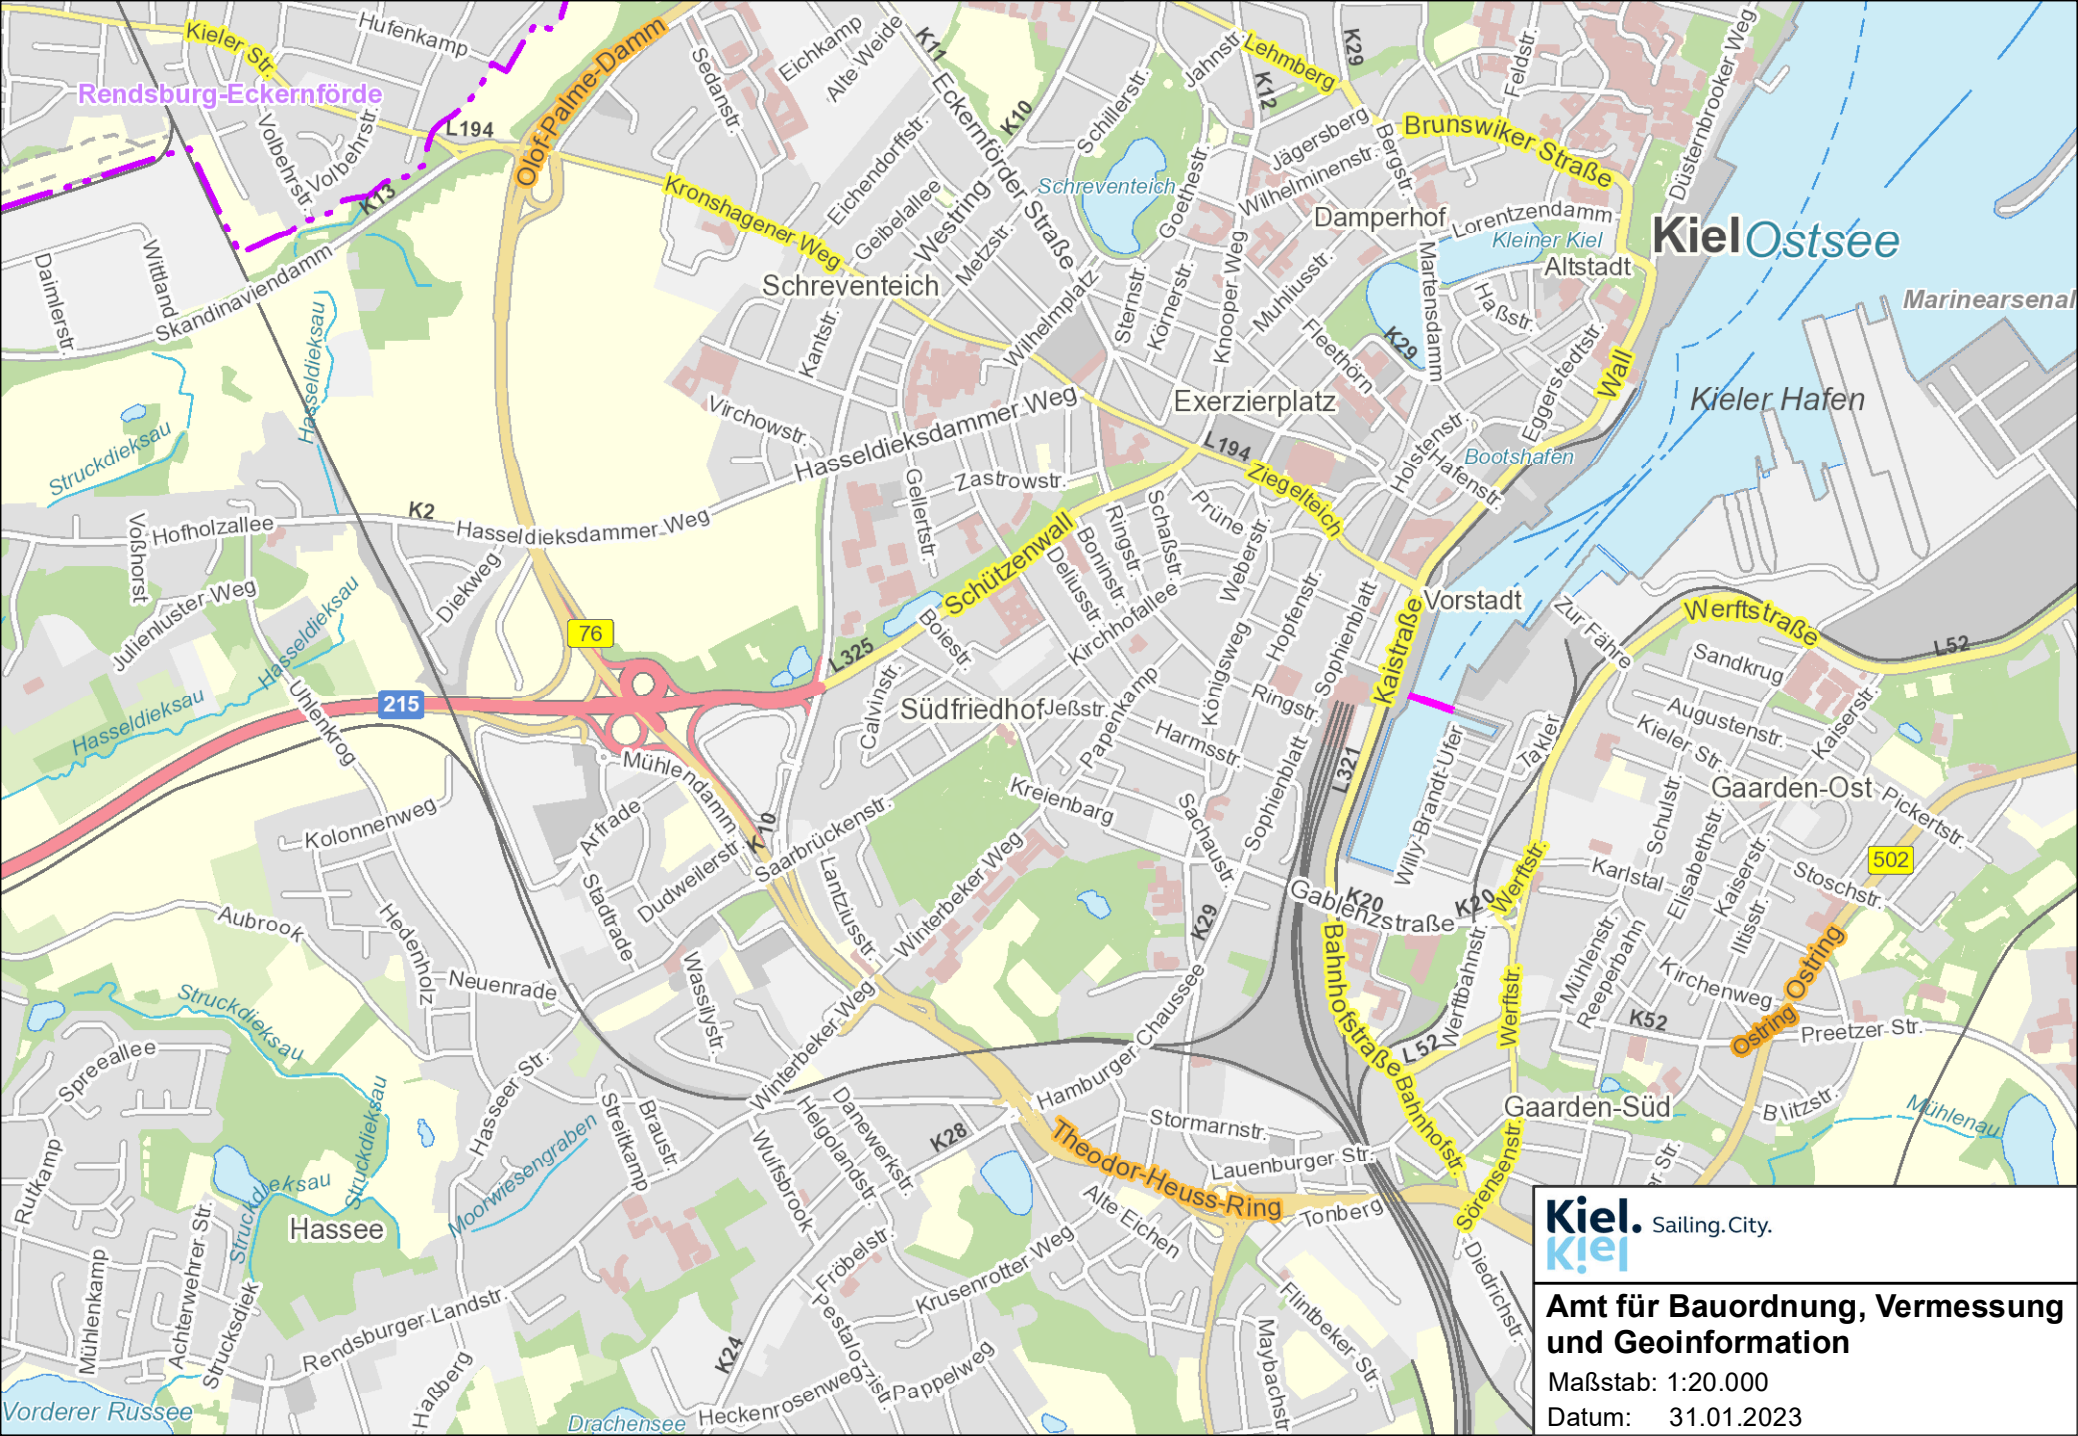 Kieler Str.
Hufenkamp
Olof-Palme-Damm
Sedanstr.
Eichkamp
Alte Weide
K11
Eckernförder Straße
K10
Schillerstr.
Jahnstr.
Lehmberg
K12
K29
Feldstr.
Düsternbrooker Weg
Rendsburg-Eckernförde
Volbehrstr.
Volbehrstr.
L194
K13
Kronshagener Weg
Eichendorffstr.
Geibelallee
Westring
Metzstr.
Schreventeich
Goethestr.
Jägersberg
Wilhelminenstr.
Bergstr.
Brunswiker Straße
Damperhof
Lorentzendamm
Kleiner Kiel
Altstadt
Kiel
Ostsee
Marinearsenal
Daimlerstr.
Wittland
Skandinaviendamm
Hasseldieksau
Schreventeich
Kantstr.
Wilhelmplatz
Sternstr.
Körnerstr.
Knooper Weg
Muhliusstr.
Fleethörn
Martensdamm
K29
Haßstr.
Eggerstedtstr.
Wall
Kieler Hafen
Struckdieksau
Virchowstr.
Hasseldieksdammer Weg
Exerzierplatz
L194
Ziegelteich
Holstenstr.
Hafenstr.
Bootshafen
K2
Hofholzallee
Voßhorst
Hasseldieksdammer Weg
Gellertstr.
Zastrowstr.
Schützenwall
Ringstr.
Schaßstr.
Prüne
Boninstr.
Deliusstr.
Weberstr.
Julienluster Weg
Diekweg
Hasseldieksau
76
Boiestr.
Kirchhofallee
Hopfenstr.
Sophienblatt
Kaistraße
Vorstadt
Zur Fähre
Werftstraße
L52
Sandkrug
L325
Calvinstr.
Südfriedhof
Jeßstr.
Papenkamp
Königsweg
Ringstr.
Hasseldieksau
215
Uhlenkrog
Mühlendamm
K10
Harmsstr.
Sophienblatt
L321
Willy-Brandt-Ufer
Takler
Augustenstr.
Kieler Str.
Kaiserstr.
Gaarden-Ost
Pickertstr.
Kolonnenweg
Arfrade
Saarbrückenstr.
Kreienbarg
Sachaustr.
Schulstr.
Elisabethstr.
Kaiserstr.
502
Stoschstr.
Karlstal
Dudweilerstr.
Stadtrade
Lantziusstr.
Winterbeker Weg
K29
K20
Gablenzstraße
K20
Werftstr.
Iltisstr.
Ostring
Aubrook
Hedenholz
Neuenrade
Wassilystr.
Winterbeker Weg
Hamburger Chaussee
Bahnhofstraße
Werftbahnstr.
Werftstr.
Mühlenstr.
Reeperbahn
Kirchenweg
K52
Ostring
Preetzer Str.
Struckdieksau
Spreeallee
Hasseer Str.
Streitkamp
Braustr.
Helgolandstr.
Danewerkstr.
K28
L52
Bahnhofstr.
Gaarden-Süd
Blitzstr.
Mühlenau
Struckdieksau
Moorwiesengraben
Wulfsbrook
Theodor-Heuss-Ring
Stormarnstr.
Lauenburger Str.
Sörensenstr.
er Str.
Rutkamp
Struckdieksau
Struckdieksau
Hassee
Achterwehrer Str.
Mühlenkamp
Strucksdiek
Rendsburger Landstr.
Fröbelstr.
Alte Eichen
Krusenrotter Weg
Tonberg
Flintbeker Str.
Diedrichstr.
Pestalozzistr.
K24
Haßberg
Pappelweg
Heckenrosenweg
Maybachstr.
Vorderer Russee
Drachensee
Kiel.
Kiel
Sailing.City.
Amt für Bauordnung, Vermessung
und Geoinformation
Maßstab: 1:20.000
Datum: 31.01.2023